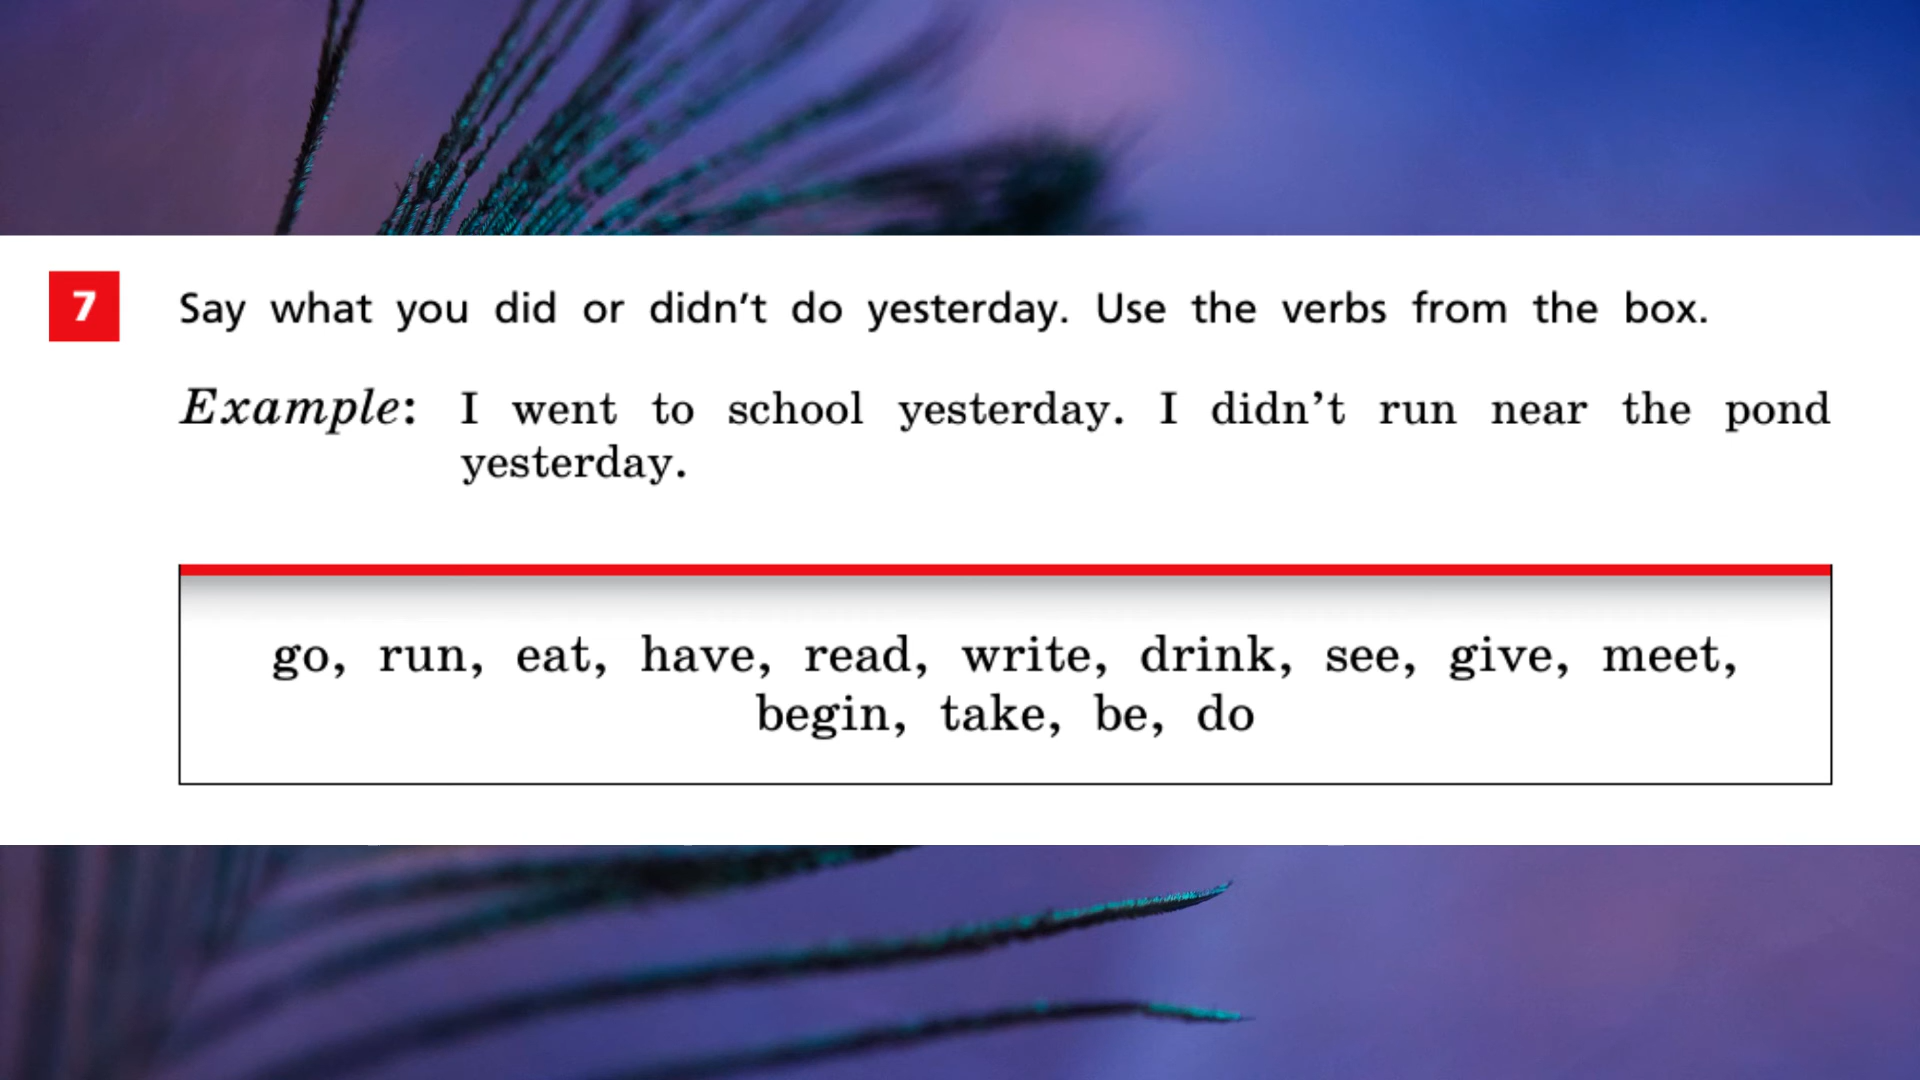 7
Say what you did or didn’t do yesterday. Use the verbs from the box.
Example: I went to school yesterday. I didn’t run near the pond
yesterday.
go, run, eat, have, read, write, drink, see, give, meet,
begin, take, be, do